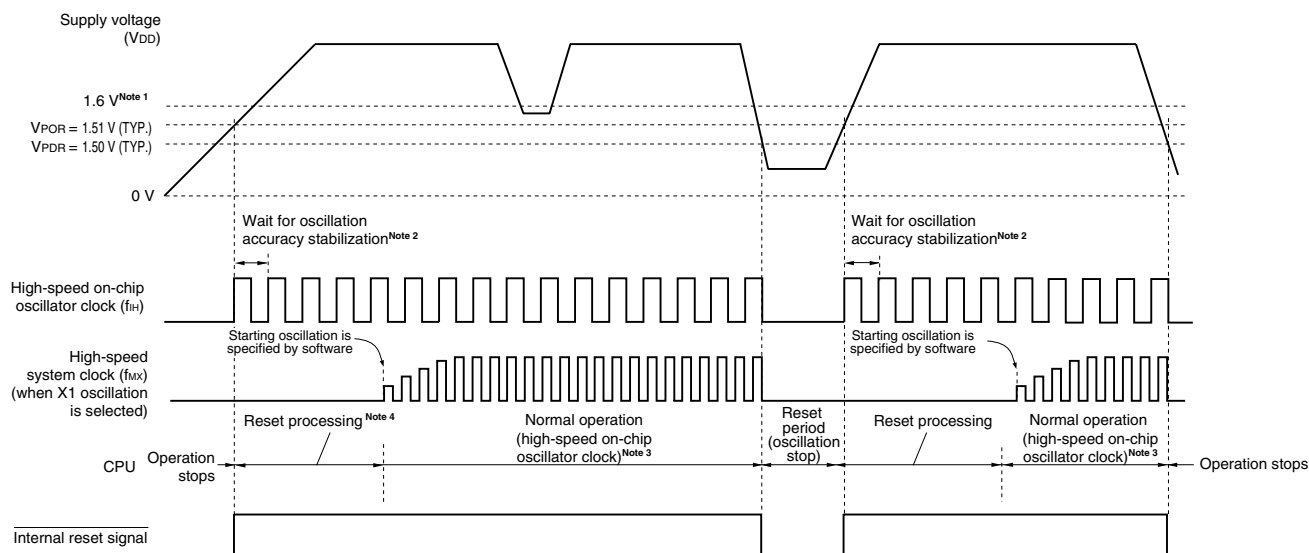 Supply voltage
(VDD)
1.6 VNote 1
VPOR = 1.51 V (TYP.)
VPDR = 1.50 V (TYP.)
0 V
Wait for oscillation
accuracy stabilizationNote 2
Wait for oscillation
accuracy stabilizationNote 2
High-speed on-chip
oscillator clock (fIH)
Starting oscillation is
specified by software
Starting oscillation is
specified by software
High-speed
system clock (fMX)
(when X1 oscillation
is selected)
Reset processing Note 4
Normal operation
(high-speed on-chip
oscillator clock)Note 3
Reset
period
(oscillation
stop)
Reset processing
Normal operation
(high-speed on-chip
oscillator clock)Note 3
CPU
Operation
stops
Operation stops
Internal reset signal